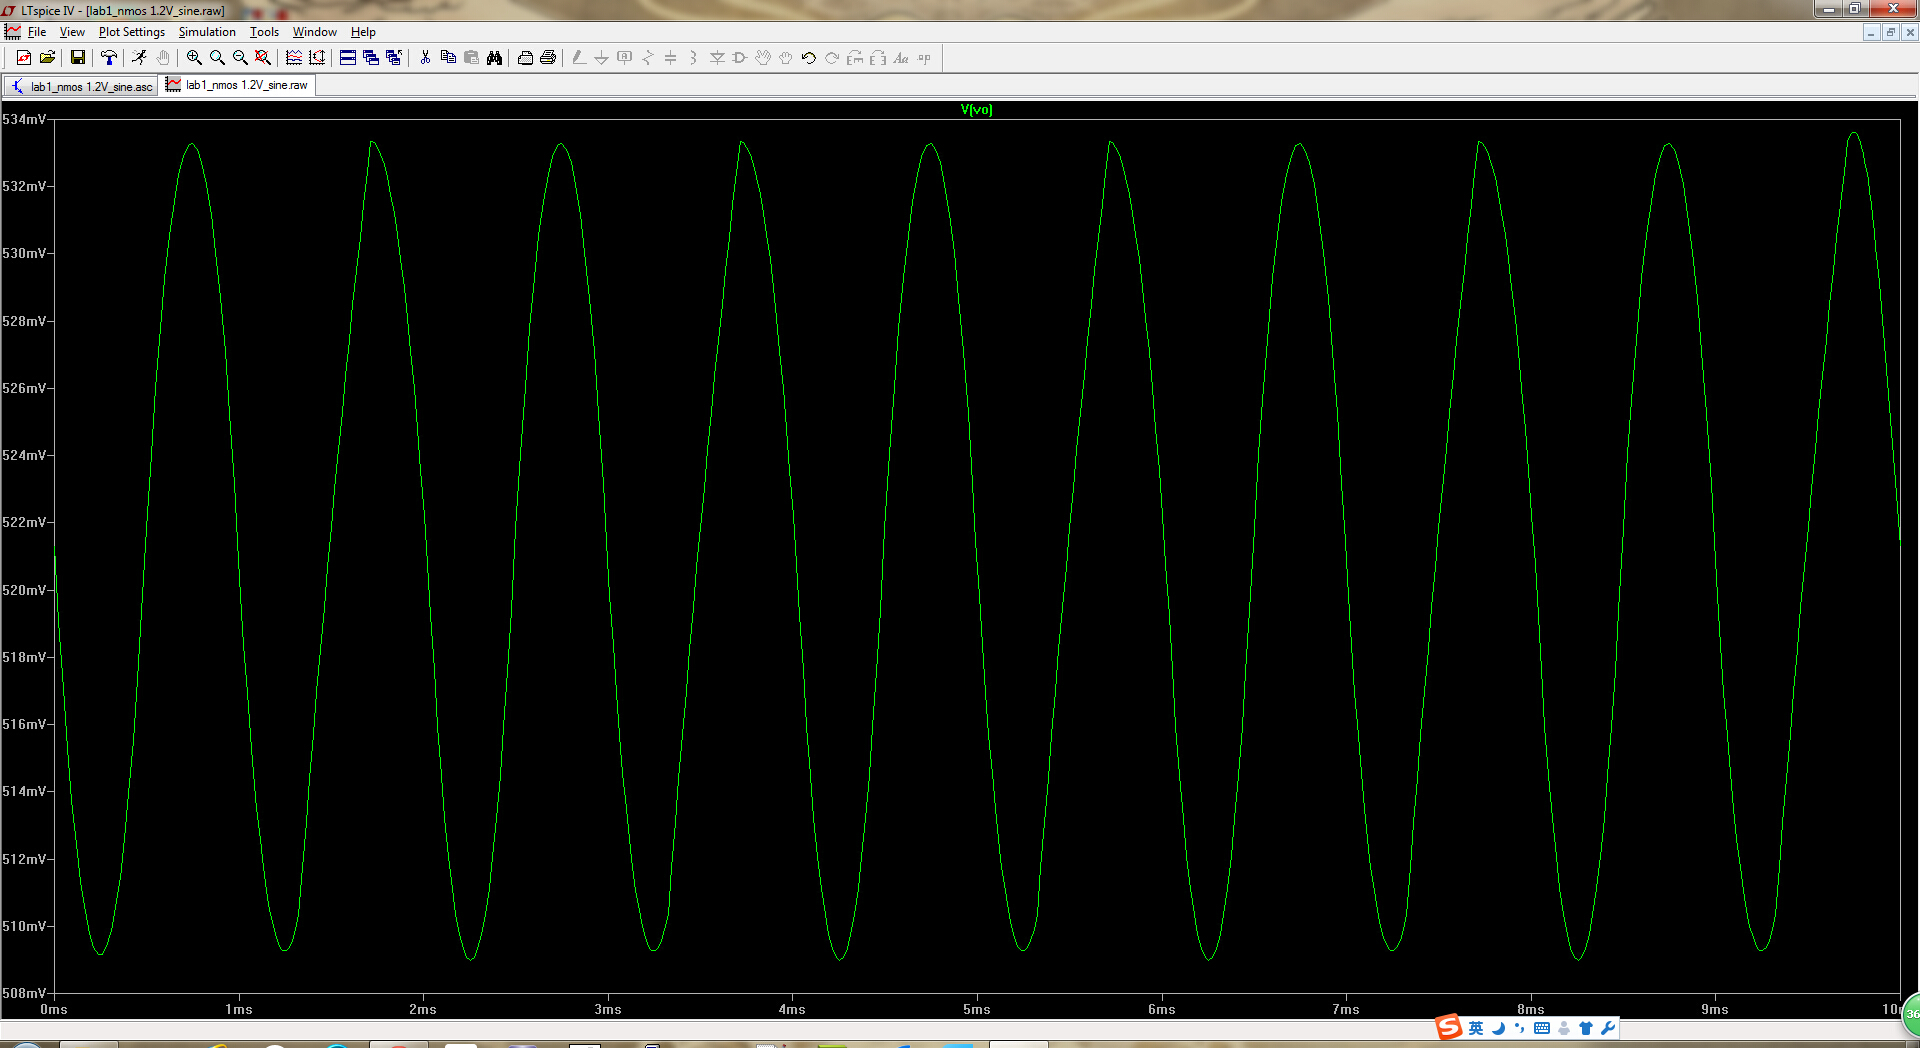 LTspice IV - [lab1_nmos 1.2V_sine.raw]
File View Plot Settings Simulation Tools Window Help
lab1_nmos 1.2V_sine.asc lab1_nmos 1.2V_sine.raw
V(vo)
534mV
532mV
530mV
528mV
526mV
524mV
522mV
520mV
518mV
516mV
514mV
512mV
510mV
508mV
0ms 1ms 2ms 3ms 4ms 5ms 6ms 7ms 8ms 9ms
36
英